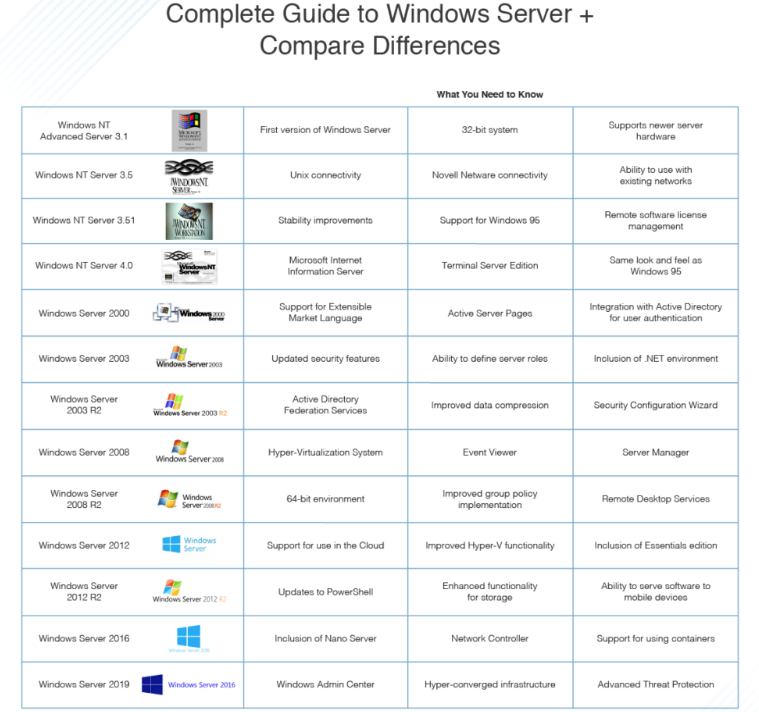 Complete Guide to Windows Server +
Compare Differences
What You Need to Know
Windows NT
Advanced Server 3.1
First version of Windows Server
32-bit system
Supports newer server
hardware
Windows NT Server 3.5
WINDOWSNT
SERVER
Unix connectivity
Novell Netware connectivity
Ability to use with
existing networks
Windows NT Server 3.51
WINDOWSNT
WORKSTATION
Stability improvements
Support for Windows 95
Remote software license
management
Windows NT Server 4.0
WindowsNT
Server
Microsoft Internet
Information Server
Terminal Server Edition
Same look and feel as
Windows 95
Windows 2000
Windows 2000
Server
Support for Extensible
Market Language
Active Server Pages
Integration with Active Directory
for user authentication
Windows 2003
Windows Server 2003
Updated security features
Ability to define server roles
Inclusion of .NET environment
Windows Server
2003 R2
Windows Server 2003 R2
Active Directory
Federation Services
Improved data compression
Security Configuration Wizard
Windows Server 2008
Windows Server 2008
Hyper-Virtualization System
Event Viewer
Server Manager
Windows Server
2008 R2
Windows
Server 2008 R2
64-bit environment
Improved group policy
implementation
Remote Desktop Services
Windows Server 2012
Windows
Server
Support for use in the Cloud
Improved Hyper-V functionality
Inclusion of Essentials edition
Windows Server
2012 R2
Windows Server 2012 R2
Updates to PowerShell
Enhanced functionality
for storage
Ability to serve software to
mobile devices
Windows Server 2016
Windows Server 2016
Inclusion of Nano Server
Network Controller
Support for using containers
Windows Server 2019
Windows Server 2016
Windows Admin Center
Hyper-converged infrastructure
Advanced Threat Protection